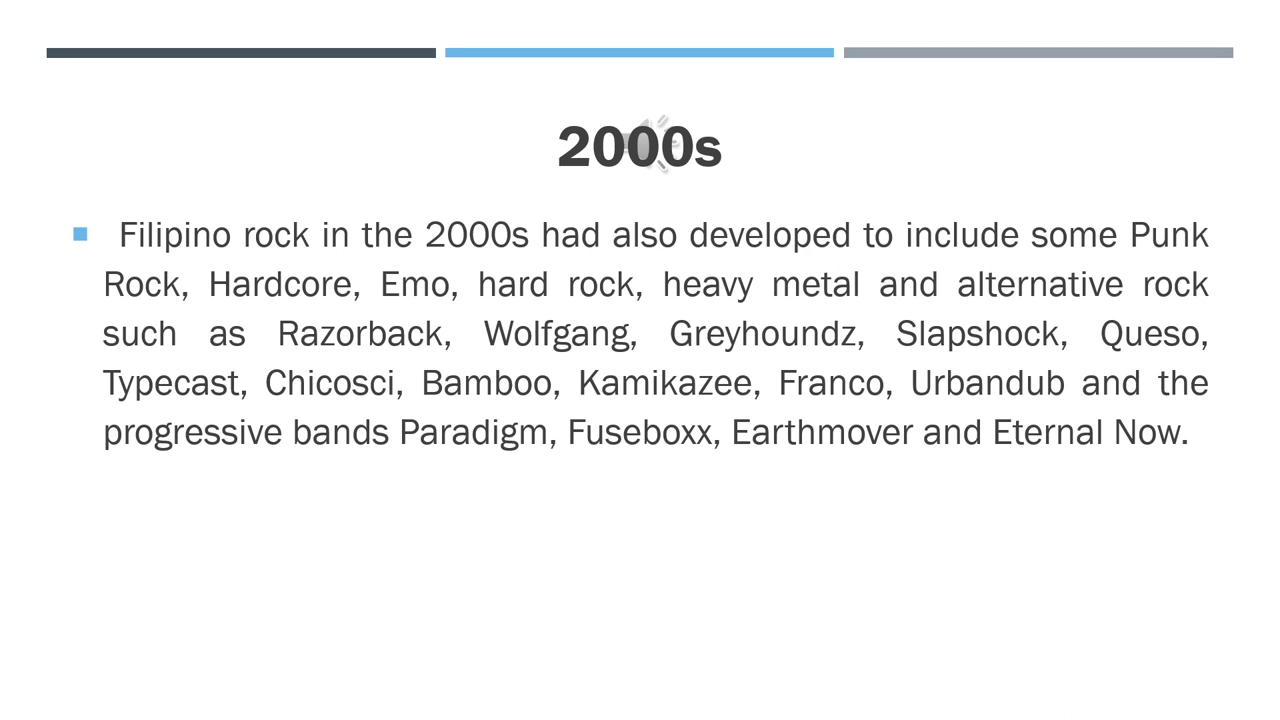 2000s
Filipino rock in the 2000s had also developed to include some Punk
Rock, Hardcore, Emo, hard rock, heavy metal and alternative rock
such as Razorback, Wolfgang, Greyhoundz, Slapshock, Queso,
Typecast, Chicosci, Bamboo, Kamikazee, Franco, Urbandub and the
progressive bands Paradigm, Fuseboxx, Earthmover and Eternal Now.